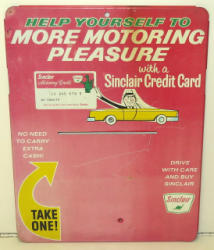 HELP YOURSELF TO
MORE MOTORING
PLEASURE
with a
Sinclair Credit Card
Sinclair
NO NEED
TO CARRY
EXTRA
CASH!
DRIVE
WITH CARE
AND BUY
SINCLAIR
Sinclair
TAKE
ONE!